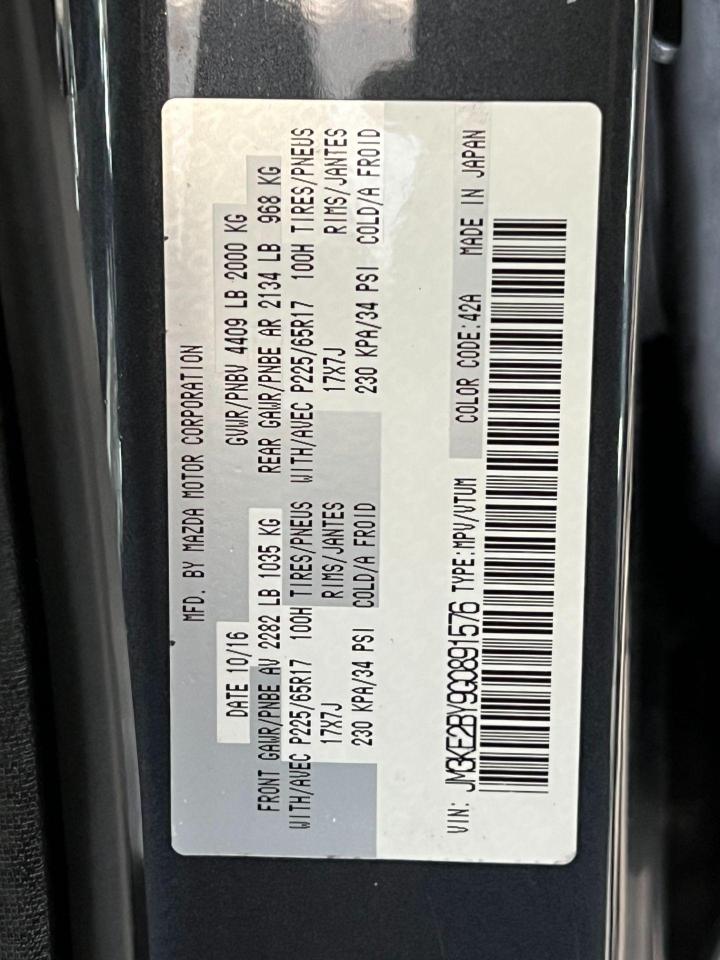 MFD. BY MAZDA MOTOR CORPORATION
DATE 10/16 GVWR/PNBV 4409 LB 2000 KG
FRONT GAWR/PNBE AV 2282 LB 1035 KG REAR GAWR/PNBE AR 2134 LB 968 KG
WITH/AVEC P225/65R17 100H TIRES/PNEUS WITH/AVEC P225/65R17 100H TIRES/PNEUS
17X7J RIMS/JANTES 17X7J RIMS/JANTES
230 KPA/34 PSI COLD/A FROID 230 KPA/34 PSI COLD/A FROID
VIN: JM3KE2BY9G0891576 TYPE:MPV/VTUM COLOR CODE:42A MADE IN JAPAN